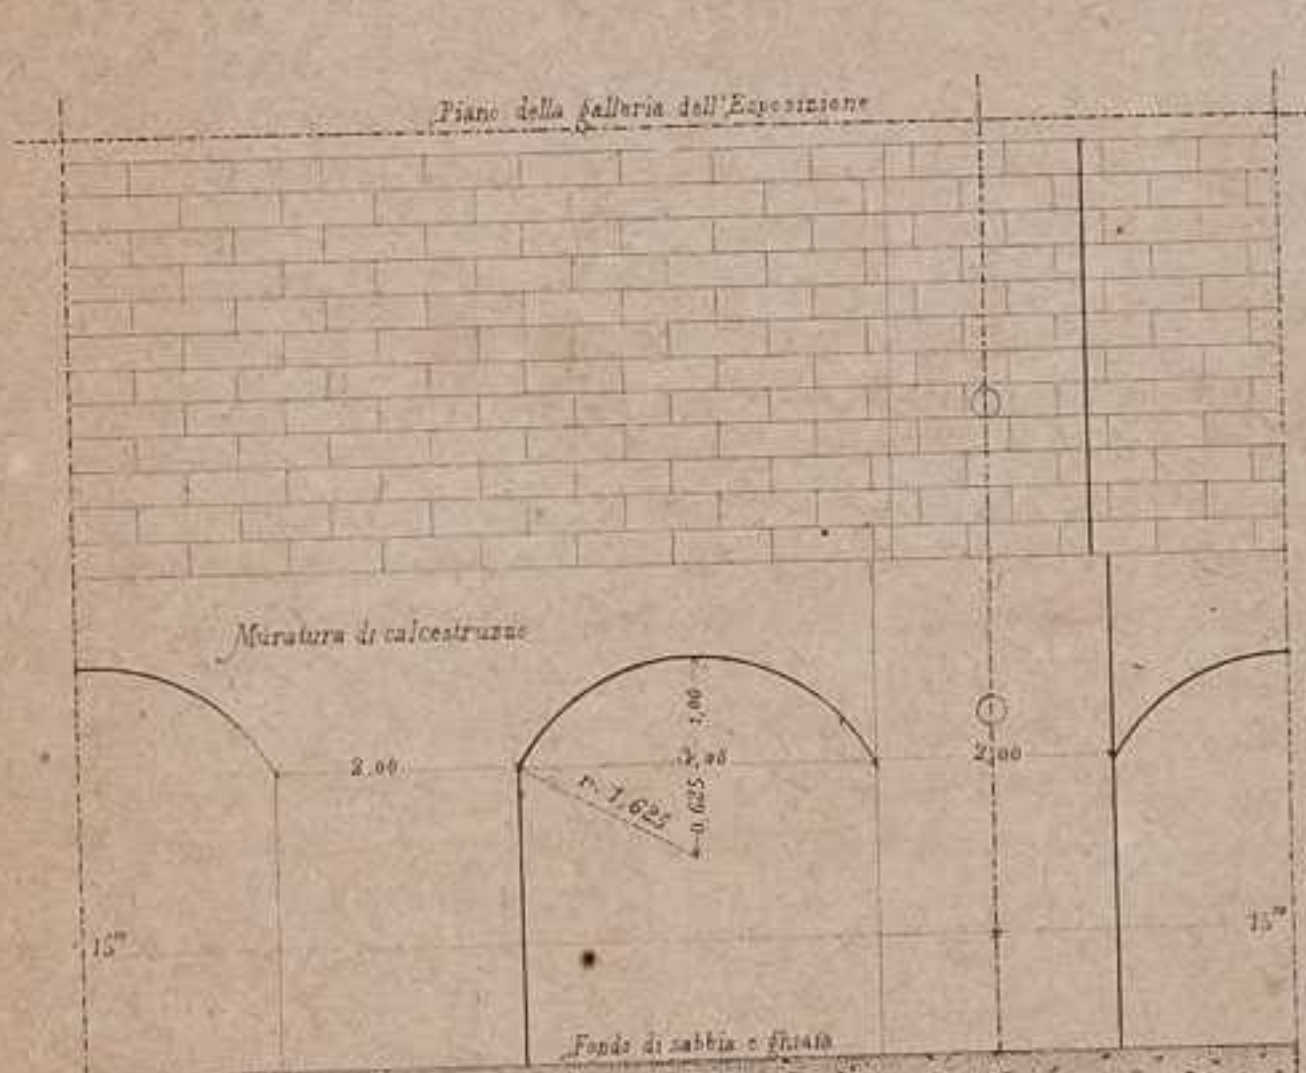 Piano della galleria dell'Esposizione
Muratura di calcestruzzo
1,00
2,00
3,00
2,00
r=1,625
0,625
15m
15m
Fondo di sabbia e ghiaia